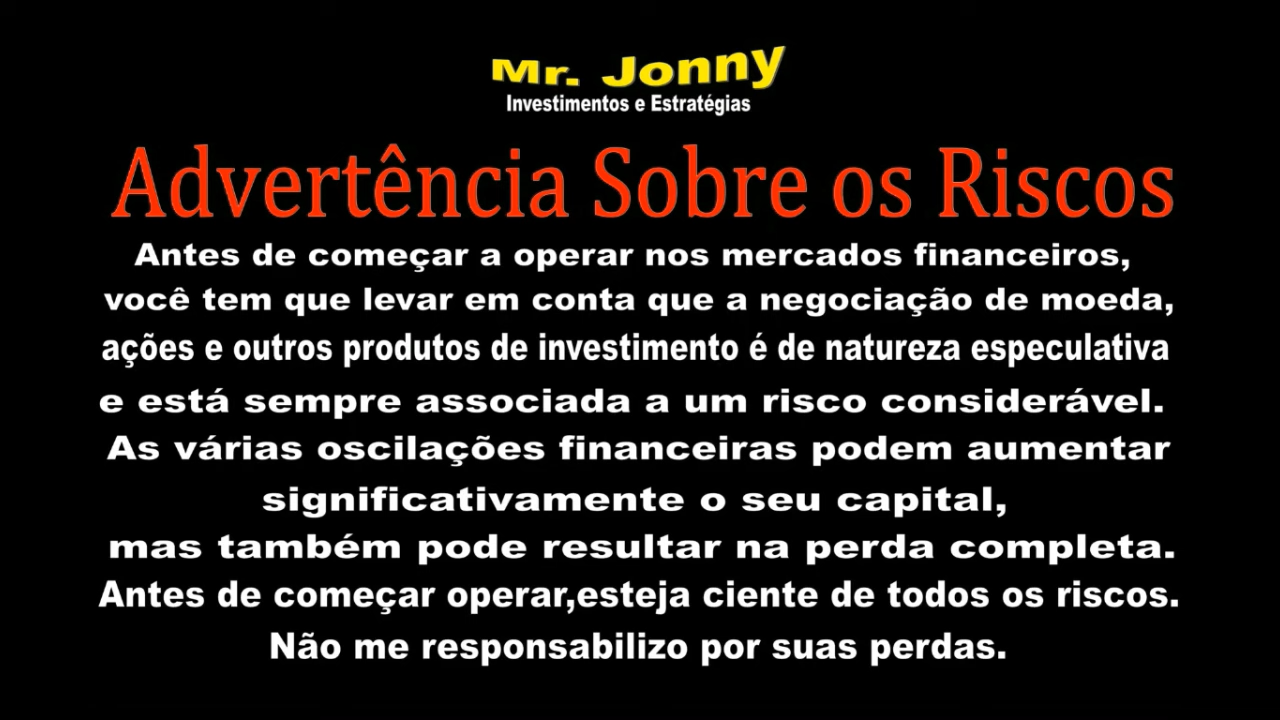 Mr. Jonny
Investimentos e Estratégias
Advertência Sobre os Riscos
Antes de começar a operar nos mercados financeiros,
você tem que levar em conta que a negociação de moeda,
ações e outros produtos de investimento é de natureza especulativa
e está sempre associada a um risco considerável.
As várias oscilações financeiras podem aumentar
significativamente o seu capital,
mas também pode resultar na perda completa.
Antes de começar operar,esteja ciente de todos os riscos.
Não me responsabilizo por suas perdas.